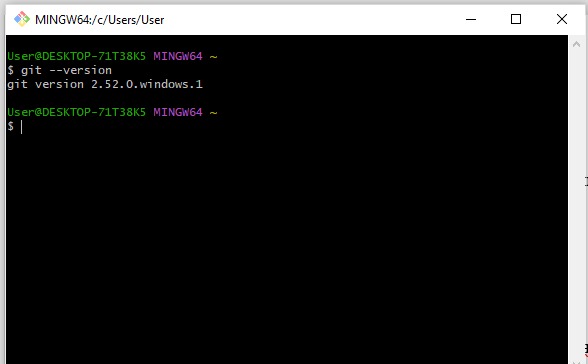 MINGW64:/c/Users/User
User@DESKTOP-71T38K5 MINGW64 ~
$ git --version
git version 2.52.0.windows.1
User@DESKTOP-71T38K5 MINGW64 ~
$